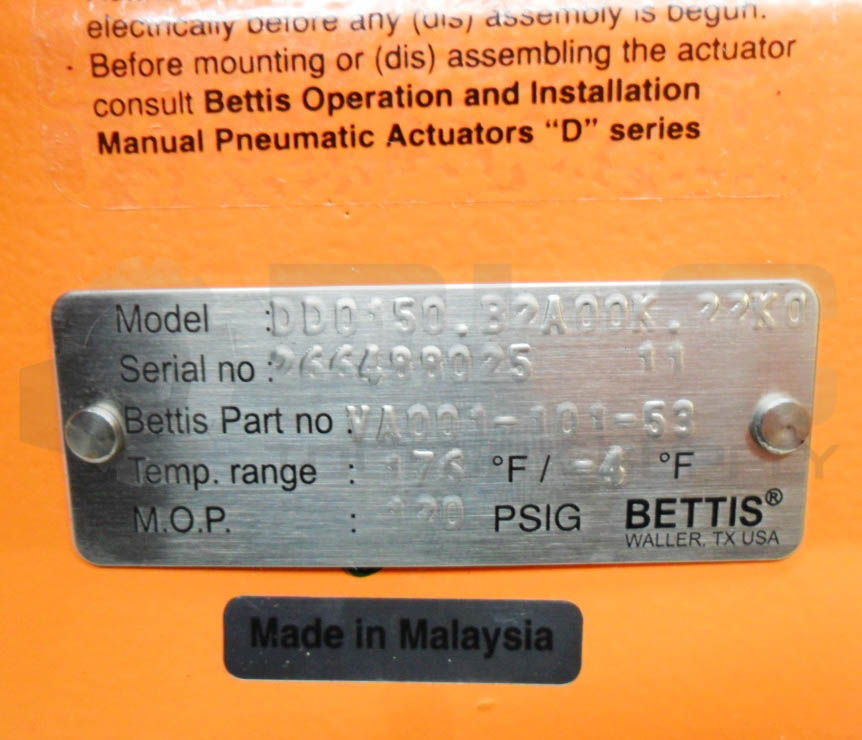 electrically before any (dis) assembly is begun.
· Before mounting or (dis) assembling the actuator
consult Bettis Operation and Installation
Manual Pneumatic Actuators "D" series
Model :DD0150.B2A00K.22K0
Serial no :266488025 11
Bettis Part no :VA001-101-53
Temp. range : 176 °F / -4 °F
M.O.P. : 120 PSIG BETTIS®
WALLER, TX USA
Made in Malaysia